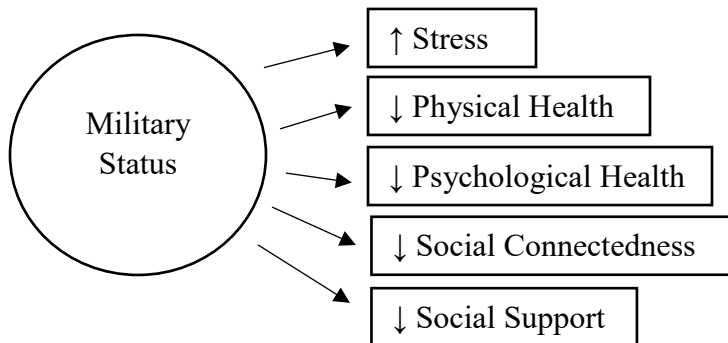 Military
Status
↑ Stress
↓ Physical Health
↓ Psychological Health
↓ Social Connectedness
↓ Social Support